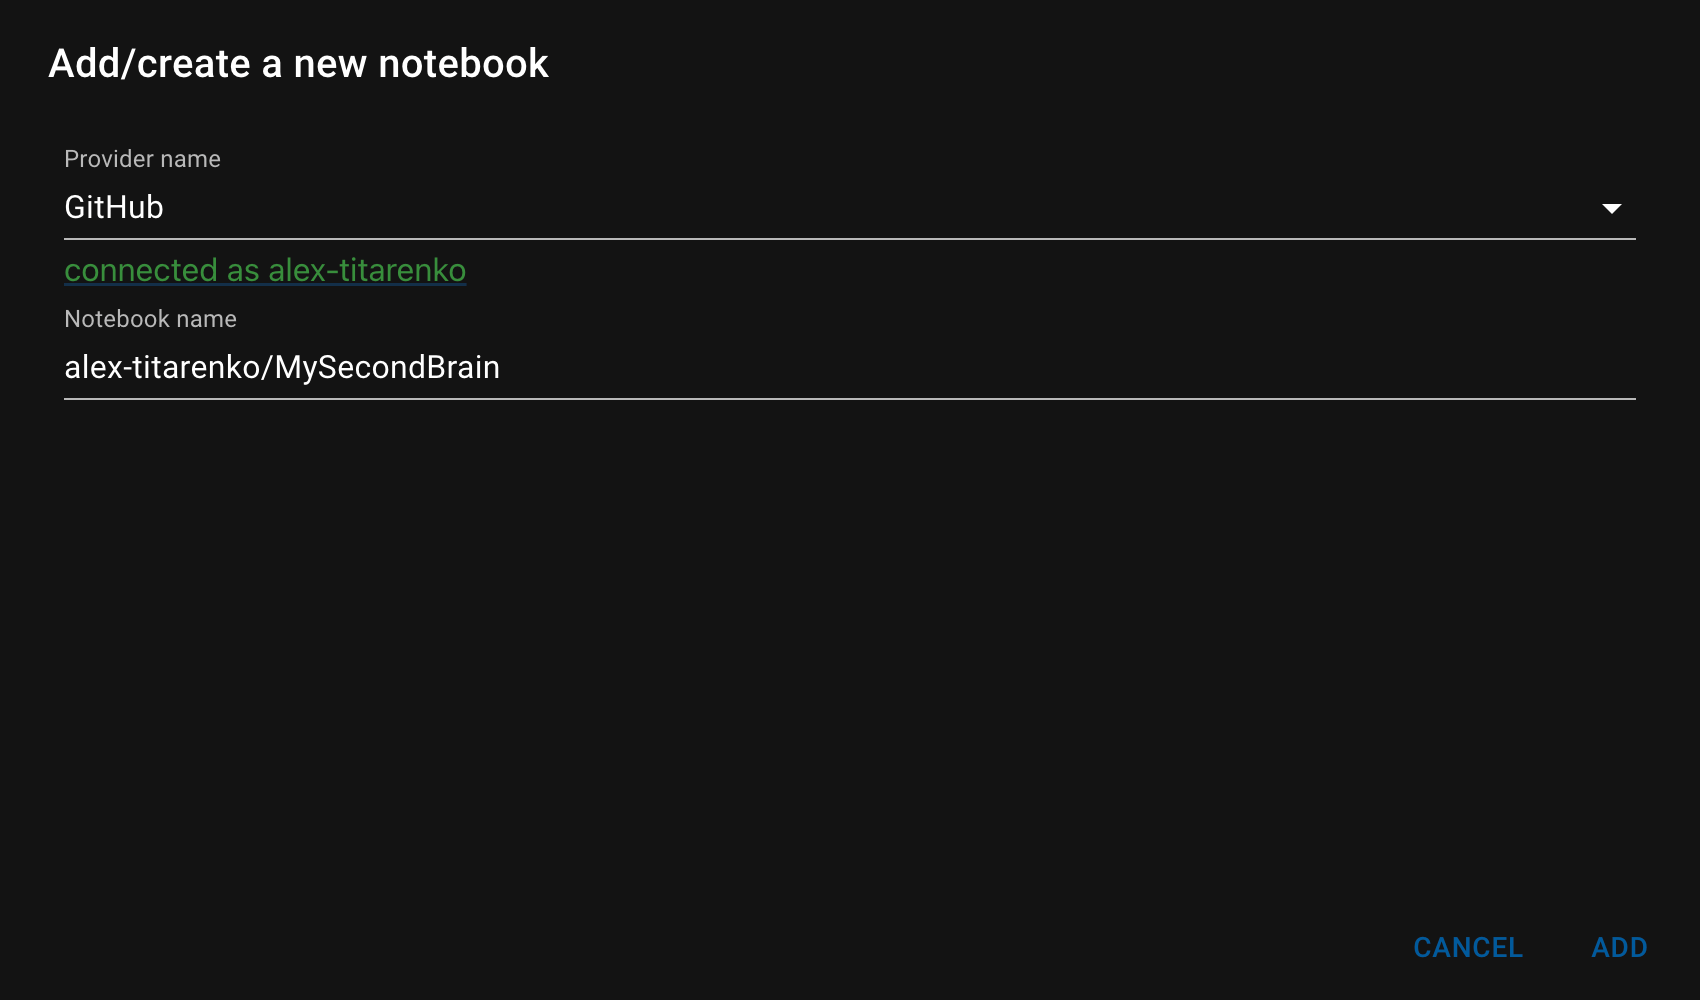 Add/create a new notebook
Provider name
GitHub
connected as alex-titarenko
Notebook name
alex-titarenko/MySecondBrain
CANCEL ADD